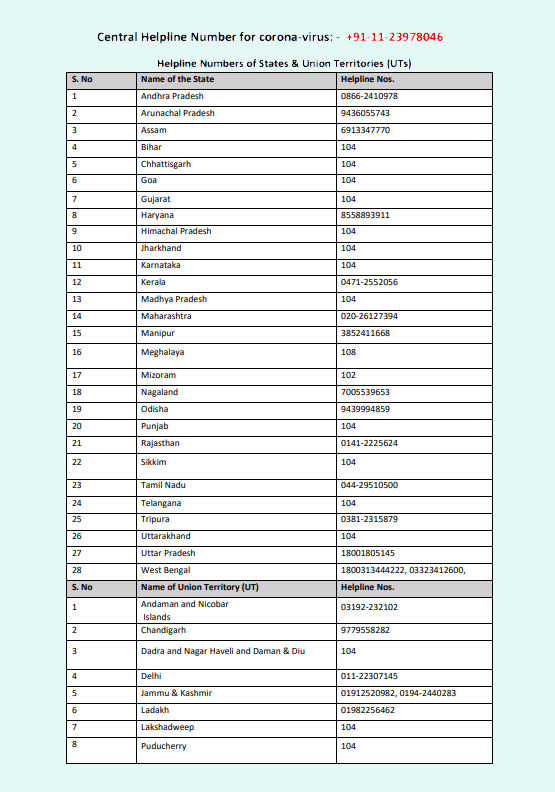 Central Helpline Number for corona-virus: - +91-11-23978046
Helpline Numbers of States & Union Territories (UTs)
S. No Name of the State Helpline Nos.
1 Andhra Pradesh 0866-2410978
2 Arunachal Pradesh 9436055743
3 Assam 6913347770
4 Bihar 104
5 Chhattisgarh 104
6 Goa 104
7 Gujarat 104
8 Haryana 8558893911
9 Himachal Pradesh 104
10 Jharkhand 104
11 Karnataka 104
12 Kerala 0471-2552056
13 Madhya Pradesh 104
14 Maharashtra 020-26127394
15 Manipur 3852411668
16 Meghalaya 108
17 Mizoram 102
18 Nagaland 7005539653
19 Odisha 9439994859
20 Punjab 104
21 Rajasthan 0141-2225624
22 Sikkim 104
23 Tamil Nadu 044-29510500
24 Telangana 104
25 Tripura 0381-2315879
26 Uttarakhand 104
27 Uttar Pradesh 18001805145
28 West Bengal 1800313444222, 03323412600,
S. No Name of Union Territory (UT) Helpline Nos.
1 Andaman and Nicobar 03192-232102
Islands
2 Chandigarh 9779558282
3 Dadra and Nagar Haveli and Daman & Diu 104
4 Delhi 011-22307145
5 Jammu & Kashmir 01912520982, 0194-2440283
6 Ladakh 01982256462
7 Lakshadweep 104
8 Puducherry 104